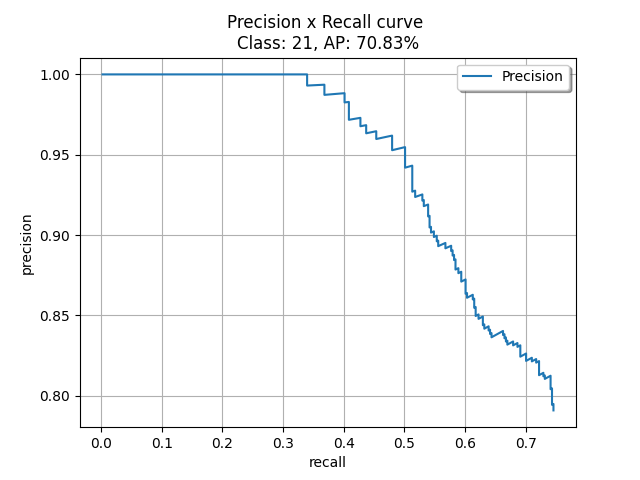 Precision x Recall curve
Class: 21, AP: 70.83%
Precision
1.00
0.95
0.90
0.85
0.80
precision
0.0 0.1 0.2 0.3 0.4 0.5 0.6 0.7
recall